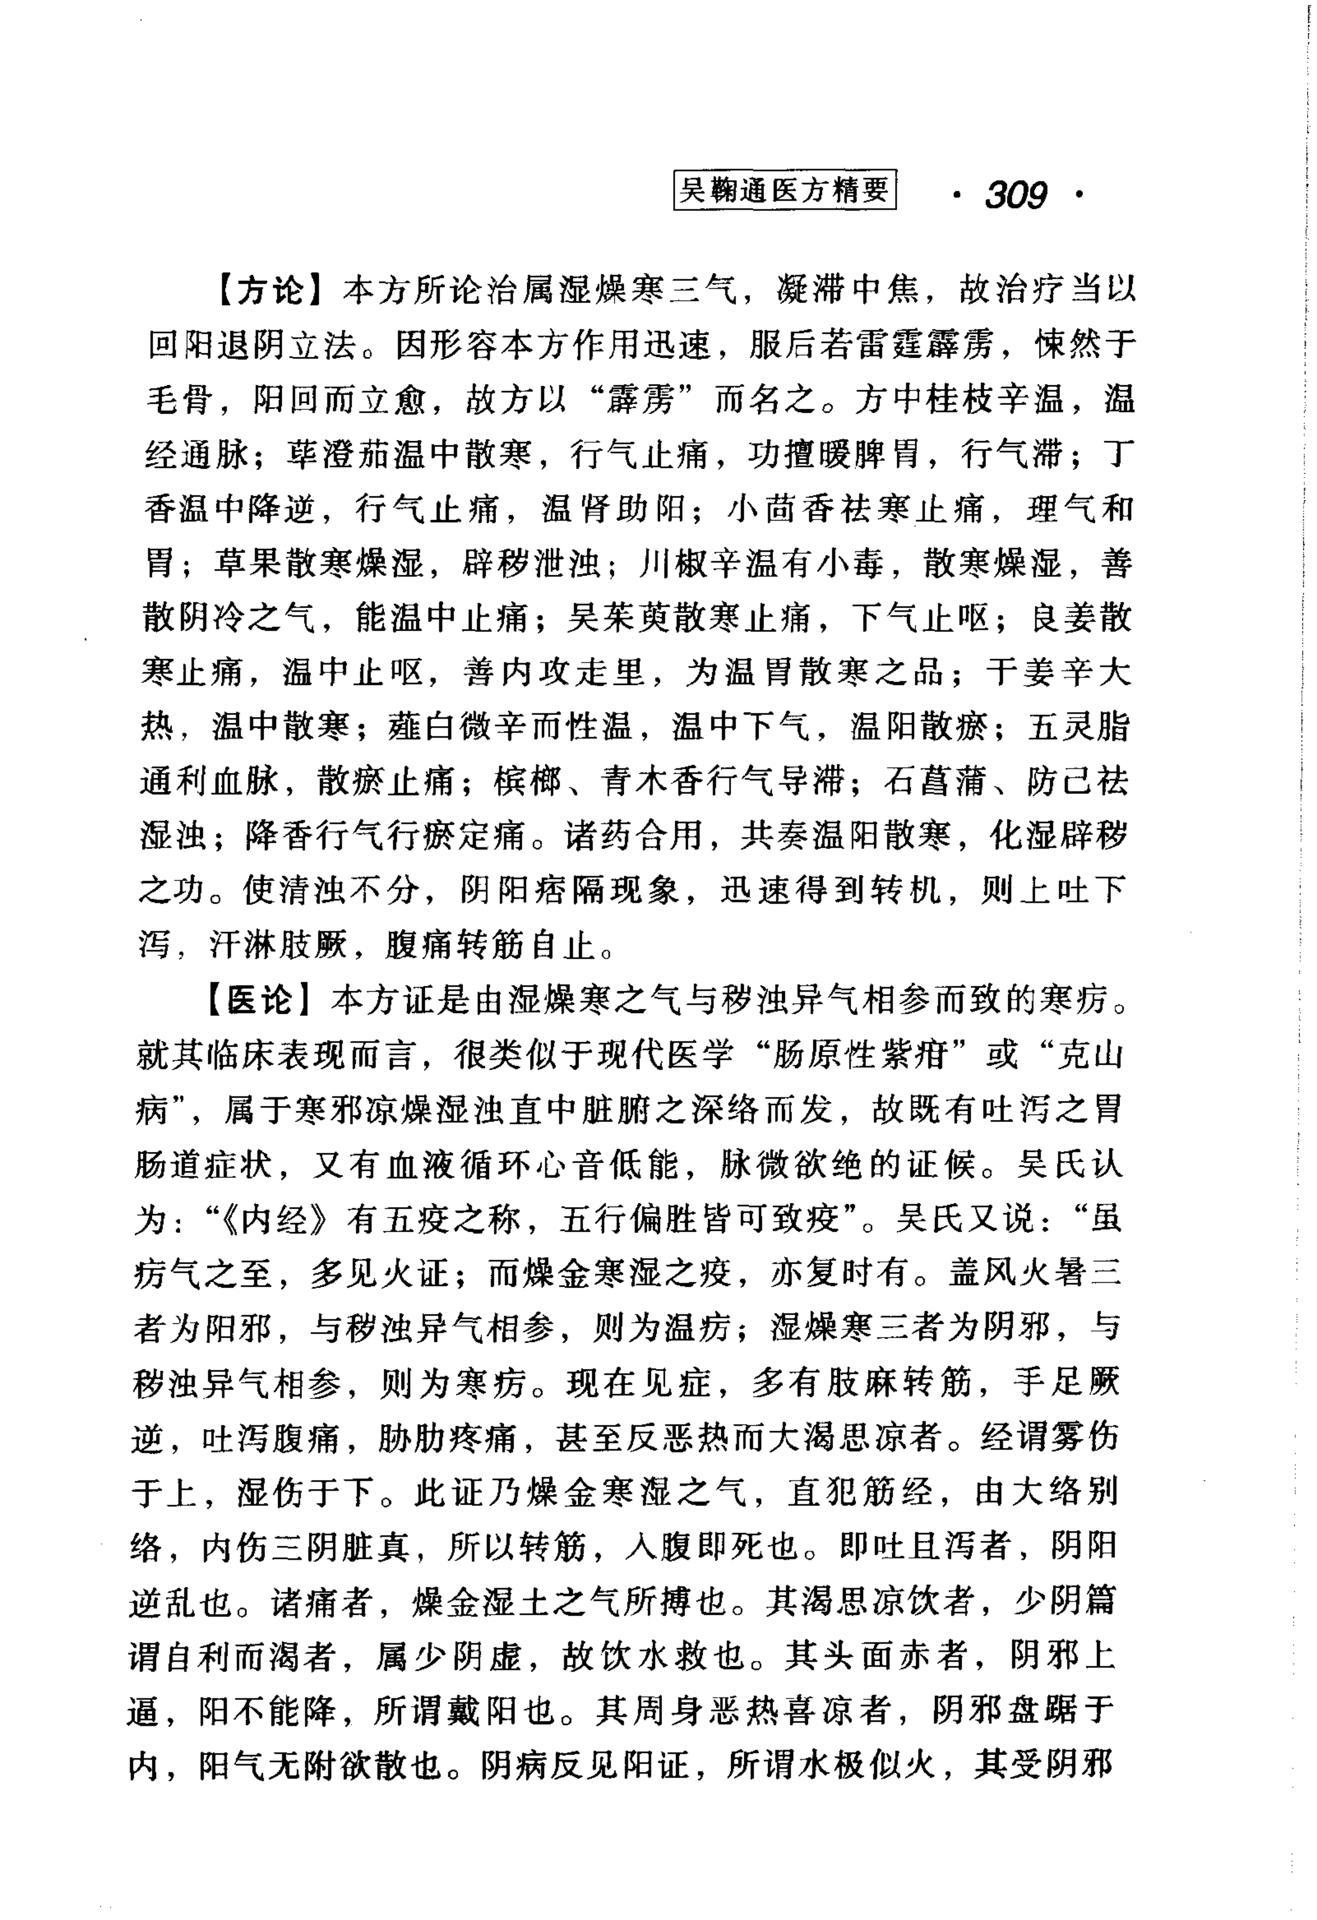 吴鞠通医方精要 · 309 ·
【方论】本方所论治属湿燥寒三气，凝滞中焦，故治疗当以
回阳退阴立法。因形容本方作用迅速，服后若雷霆霹雳，悚然于
毛骨，阳回而立愈，故方以“霹雳”而名之。方中桂枝辛温，温
经通脉；荜澄茄温中散寒，行气止痛，功擅暖脾胃，行气滞；丁
香温中降逆，行气止痛，温肾助阳；小茴香祛寒止痛，理气和
胃；草果散寒燥湿，辟秽泄浊；川椒辛温有小毒，散寒燥湿，善
散阴冷之气，能温中止痛；吴茱萸散寒止痛，下气止呕；良姜散
寒止痛，温中止呕，善内攻走里，为温胃散寒之品；干姜辛大
热，温中散寒；薤白微辛而性温，温中下气，温阳散瘀；五灵脂
通利血脉，散瘀止痛；槟榔、青木香行气导滞；石菖蒲、防己祛
湿浊；降香行气行瘀定痛。诸药合用，共奏温阳散寒，化湿辟秽
之功。使清浊不分，阴阳痞隔现象，迅速得到转机，则上吐下
泻，汗淋肢厥，腹痛转筋自止。
【医论】本方证是由湿燥寒之气与秽浊异气相参而致的寒疠。
就其临床表现而言，很类似于现代医学“肠原性紫绀”或“克山
病”，属于寒邪凉燥湿浊直中脏腑之深络而发，故既有吐泻之胃
肠道症状，又有血液循环心音低能，脉微欲绝的证候。吴氏认
为：“《内经》有五疫之称，五行偏胜皆可致疫”。吴氏又说：“虽
疠气之至，多见火证；而燥金寒湿之疫，亦复时有。盖风火暑三
者为阳邪，与秽浊异气相参，则为温疠；湿燥寒三者为阴邪，与
秽浊异气相参，则为寒疠。现在见症，多有肢麻转筋，手足厥
逆，吐泻腹痛，胁肋疼痛，甚至反恶热而大渴思凉者。经谓雾伤
于上，湿伤于下。此证乃燥金寒湿之气，直犯筋经，由大络别
络，内伤三阴脏真，所以转筋，入腹即死也。即吐且泻者，阴阳
逆乱也。诸痛者，燥金湿土之气所搏也。其渴思凉饮者，少阴篇
谓自利而渴者，属少阴虚，故饮水救也。其头面赤者，阴邪上
逼，阳不能降，所谓戴阳也。其周身恶热喜凉者，阴邪盘踞于
内，阳气无附欲散也。阴病反见阳证，所谓水极似火，其受阴邪